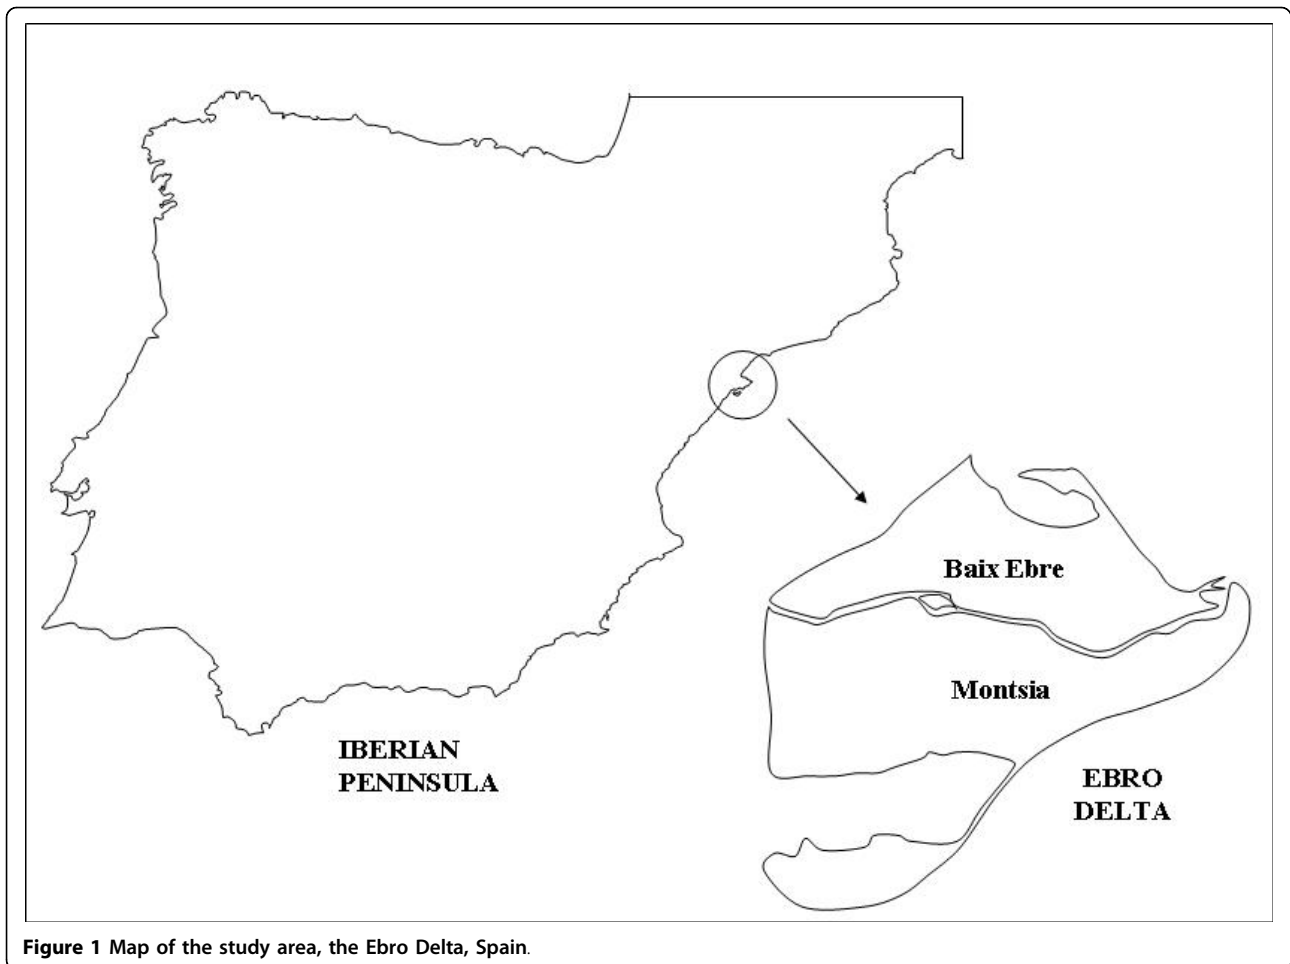 Baix Ebre
Montsia
IBERIAN
PENINSULA
EBRO
DELTA
Figure 1 Map of the study area, the Ebro Delta, Spain.